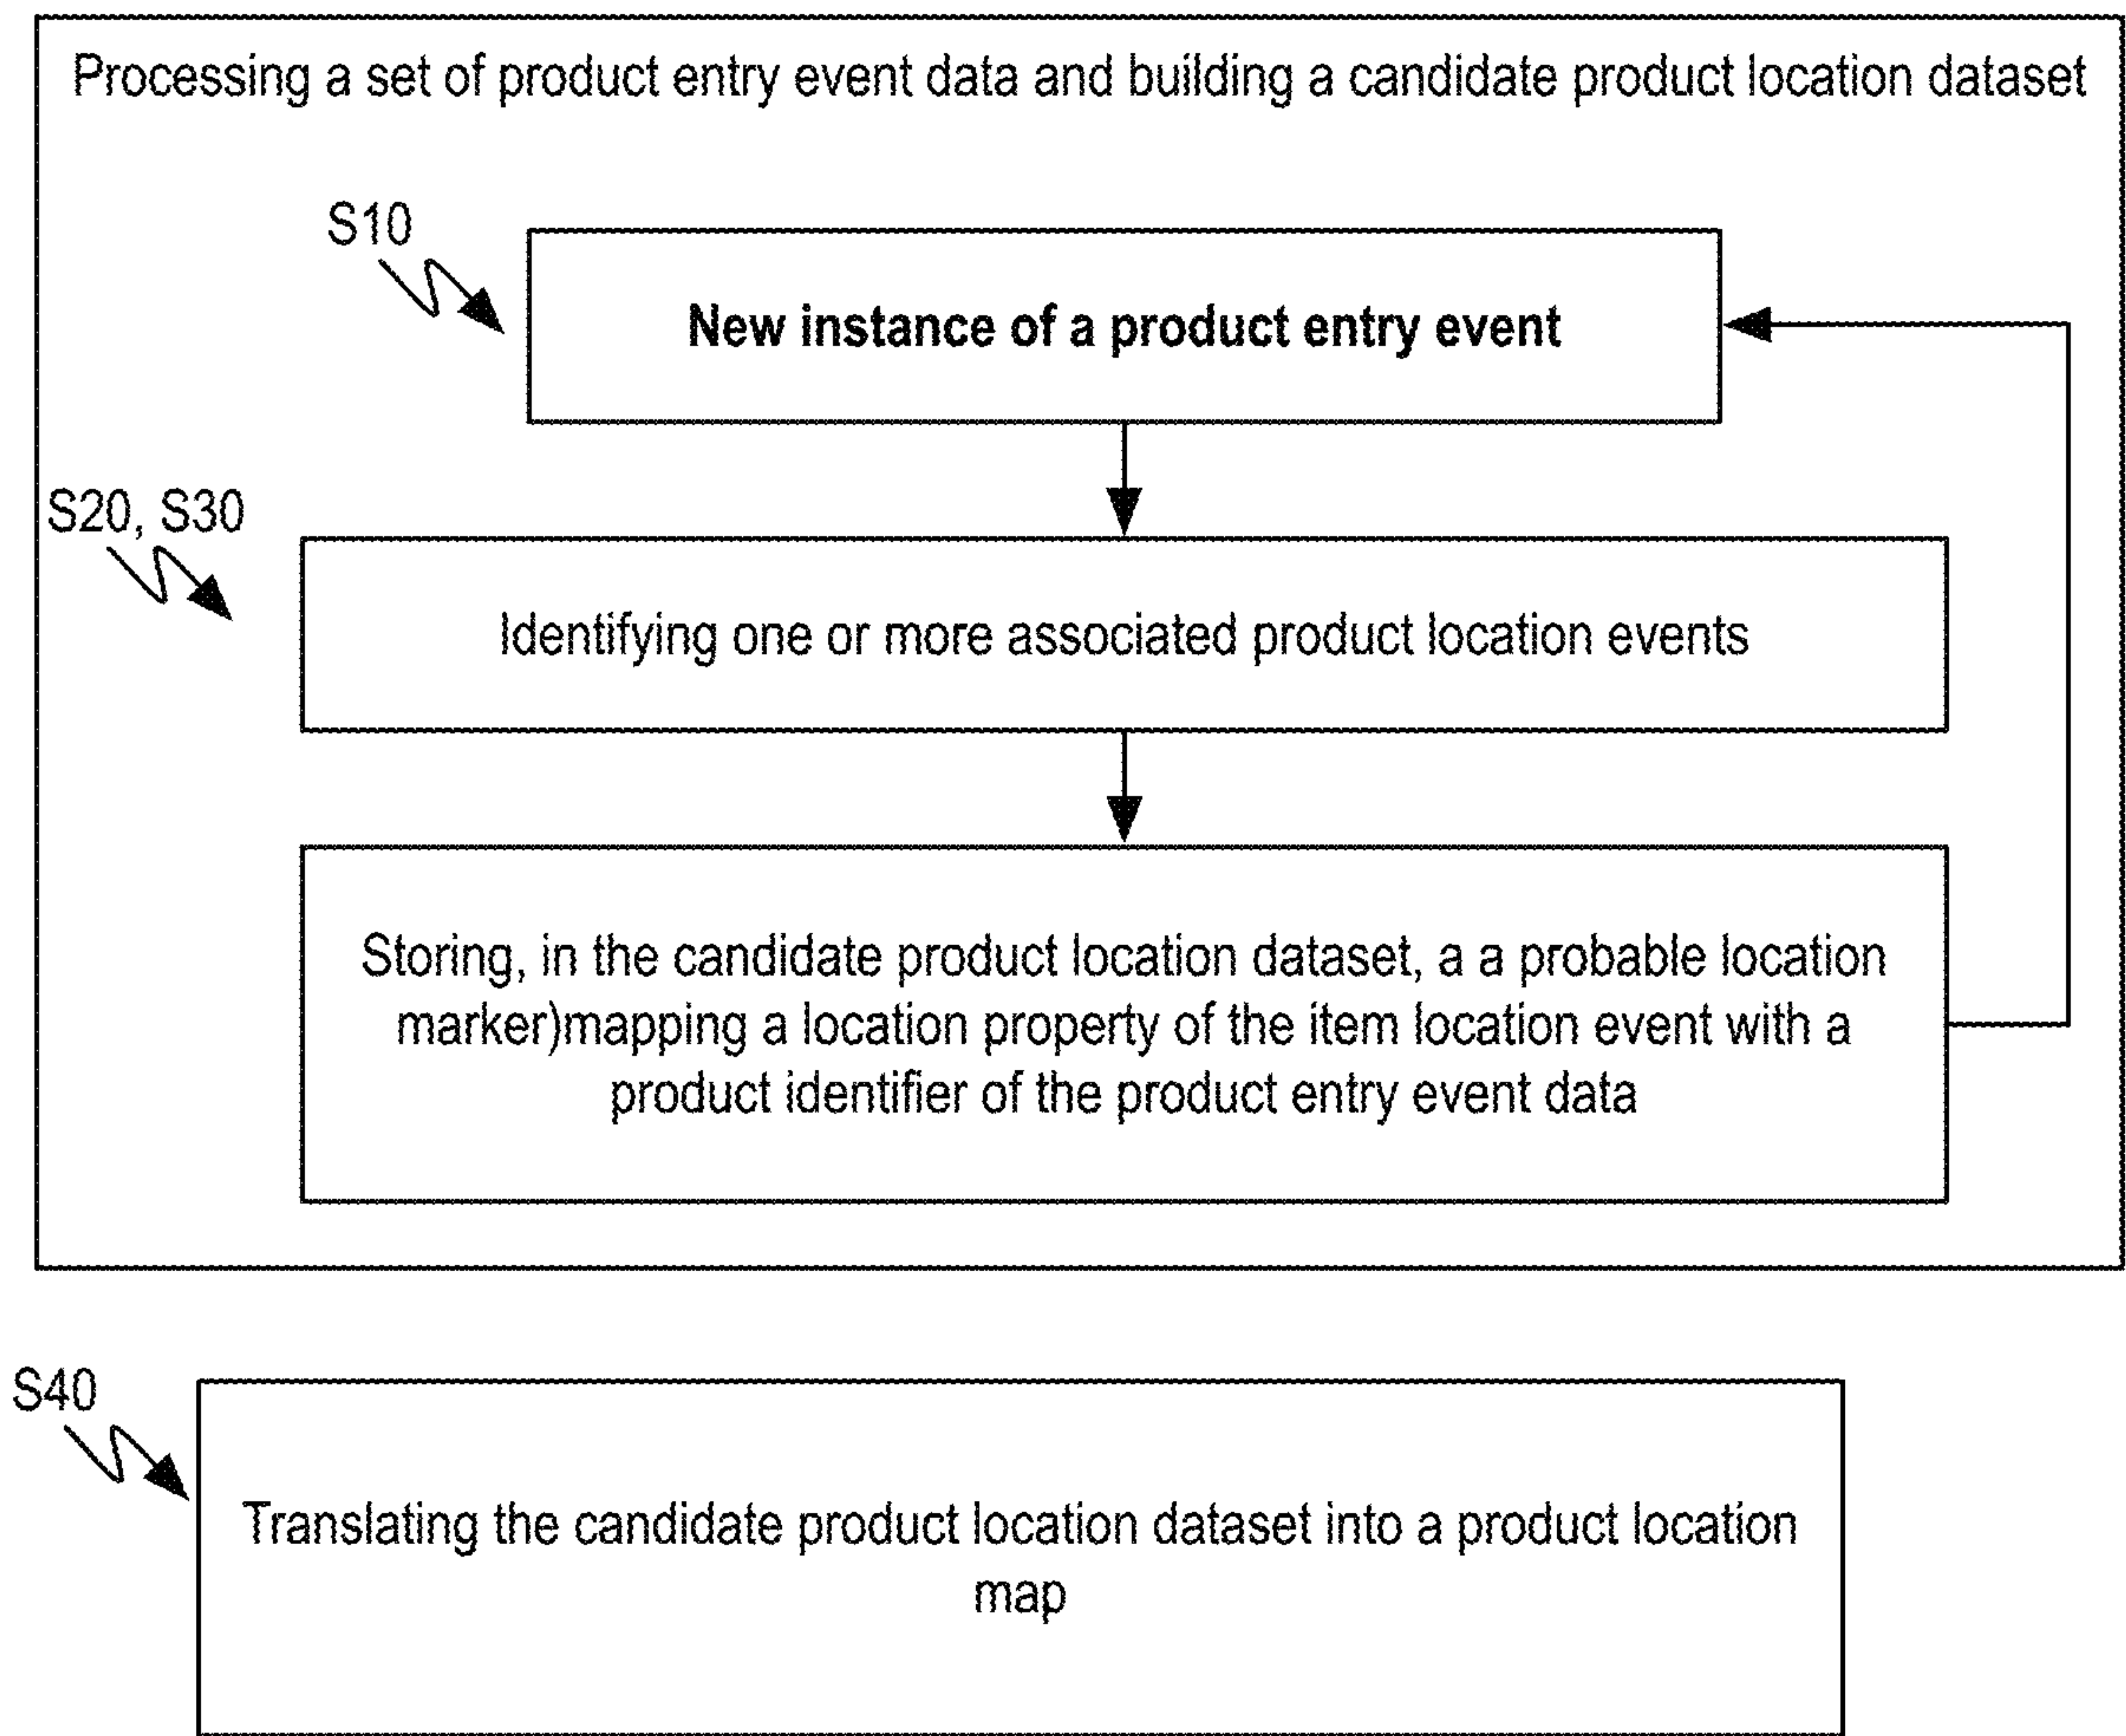 Processing a set of product entry event data and building a candidate product location dataset
S10
New instance of a product entry event
S20, S30
Identifying one or more associated product location events
Storing, in the candidate product location dataset, a a probable location
marker)mapping a location property of the item location event with a
product identifier of the product entry event data
S40
Translating the candidate product location dataset into a product location
map